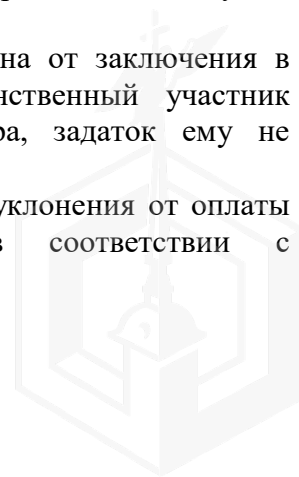 на от заключения в
нственный участник
ра, задаток ему не
уклонения от оплаты
в соответствии с